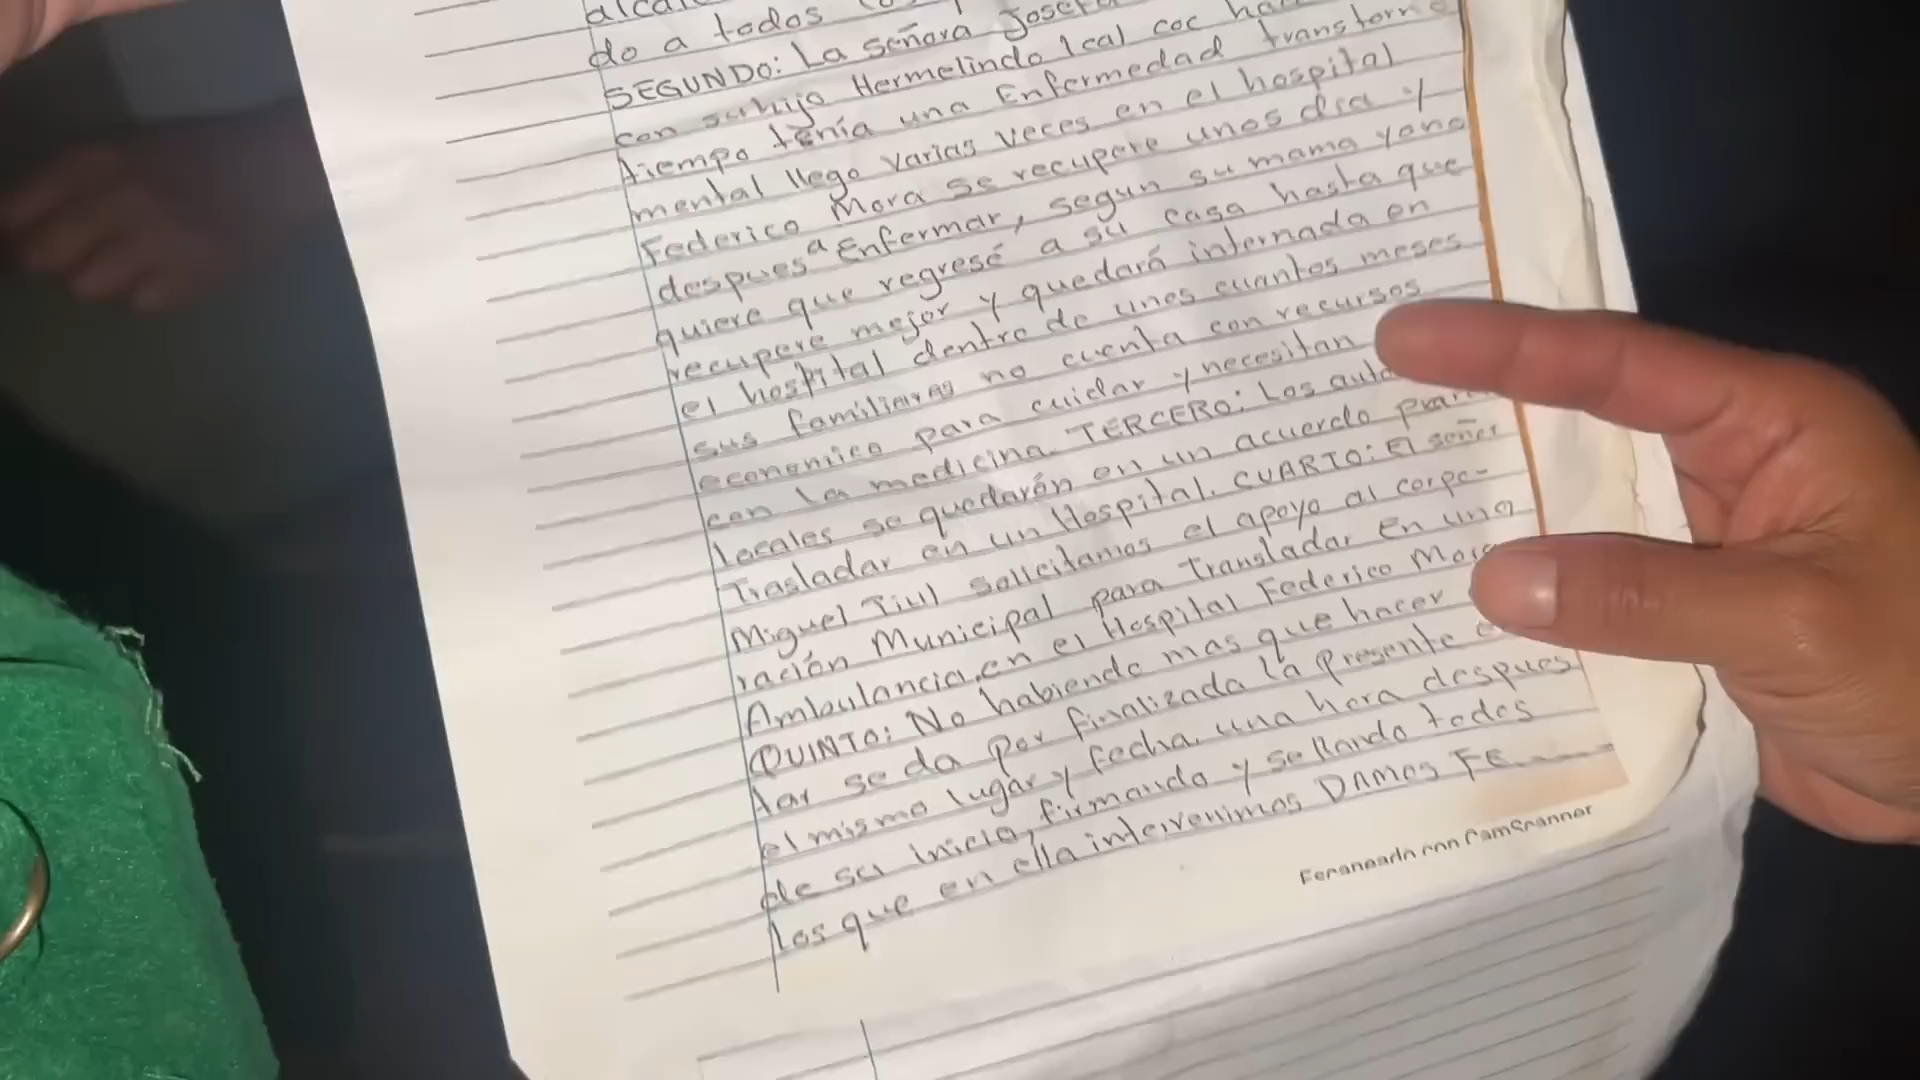 do a todos
SEGUNDO: La señora Josefa
con su hijo Hermelindo leal coc
tiempo tenía una Enfermedad transtorno
mental llego varias veces en el hospital
Federico Mora se recupere unos dia y
despues a Enfermar, segun su mama ya no
quiere que regresé a su casa hasta que
recupere mejor y quedará internada en
el hospital dentro de unos cuantos meses
sus familiares no cuenta con recursos
economico para cuidar y necesitan
con la medicina. TERCERO: Los
locales se quedarón en un acuerdo para
Trasladar en un Hospital. CUARTO: El señor
Miguel Tiul solicitamos el apoyo al corpo-
ración Municipal para Transladar En una
Ambulancia, en el Hospital Federico Mora
QUINTO: No habiendo mas que hacer
tar se da por finalizada la Presente
el mismo lugar y fecha. una hora despues
de su inicio, firmando y sellando todos
los que en ella intervenimos DAMOS FE.
Escaneado con CamScanner